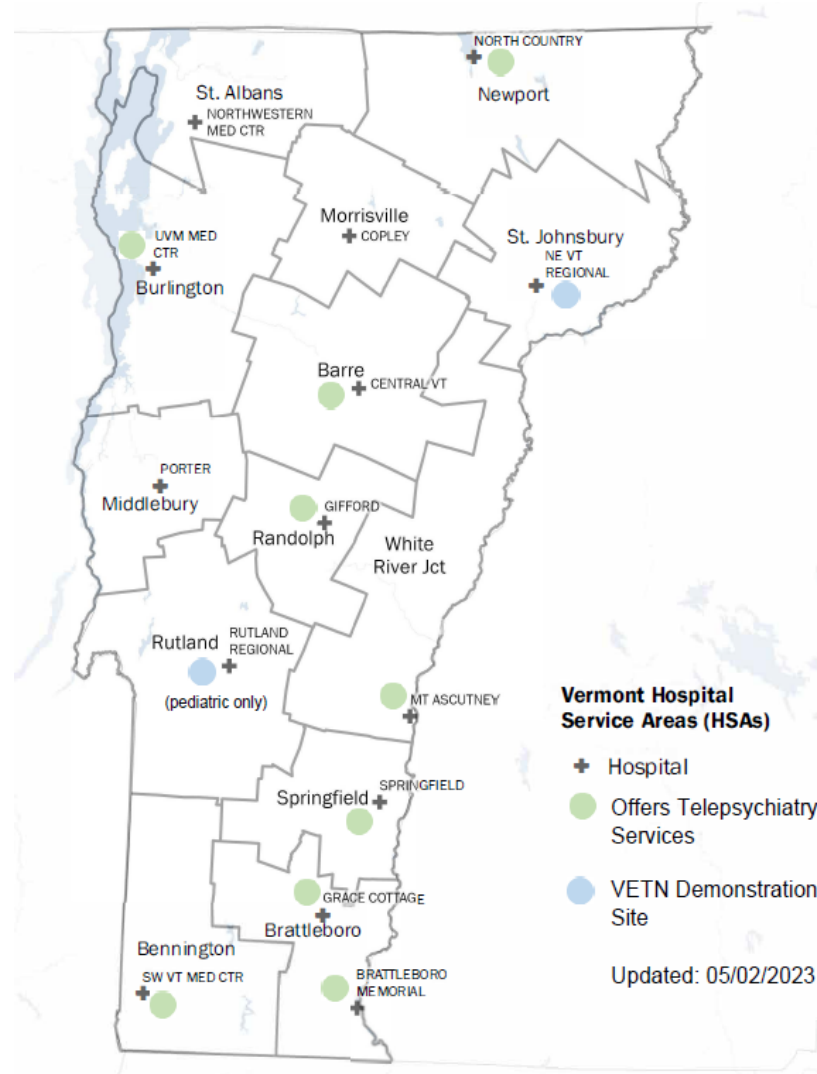 NORTH COUNTRY
Newport
St. Albans
NORTHWESTERN
MED CTR
Morrisville
COPLEY
St. Johnsbury
NE VT
REGIONAL
UVM MED
CTR
Burlington
Barre
CENTRAL VT
PORTER
Middlebury
GIFFORD
Randolph
White
River Jct
Rutland
RUTLAND
REGIONAL
(pediatric only)
MT ASCUTNEY
Springfield
SPRINGFIELD
GRACE COTTAGE
Brattleboro
Bennington
SW VT MED CTR
BRATTLEBORO
MEMORIAL
Vermont Hospital
Service Areas (HSAs)
Hospital
Offers Telepsychiatry
Services
VETN Demonstration
Site
Updated: 05/02/2023